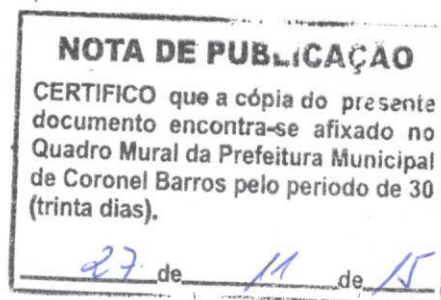 NOTA DE PUBLICAÇÃO
CERTIFICO que a cópia do presente
documento encontra-se afixado no
Quadro Mural da Prefeitura Municipal
de Coronel Barros pelo periodo de 30
(trinta dias).
27 de 11 de 15